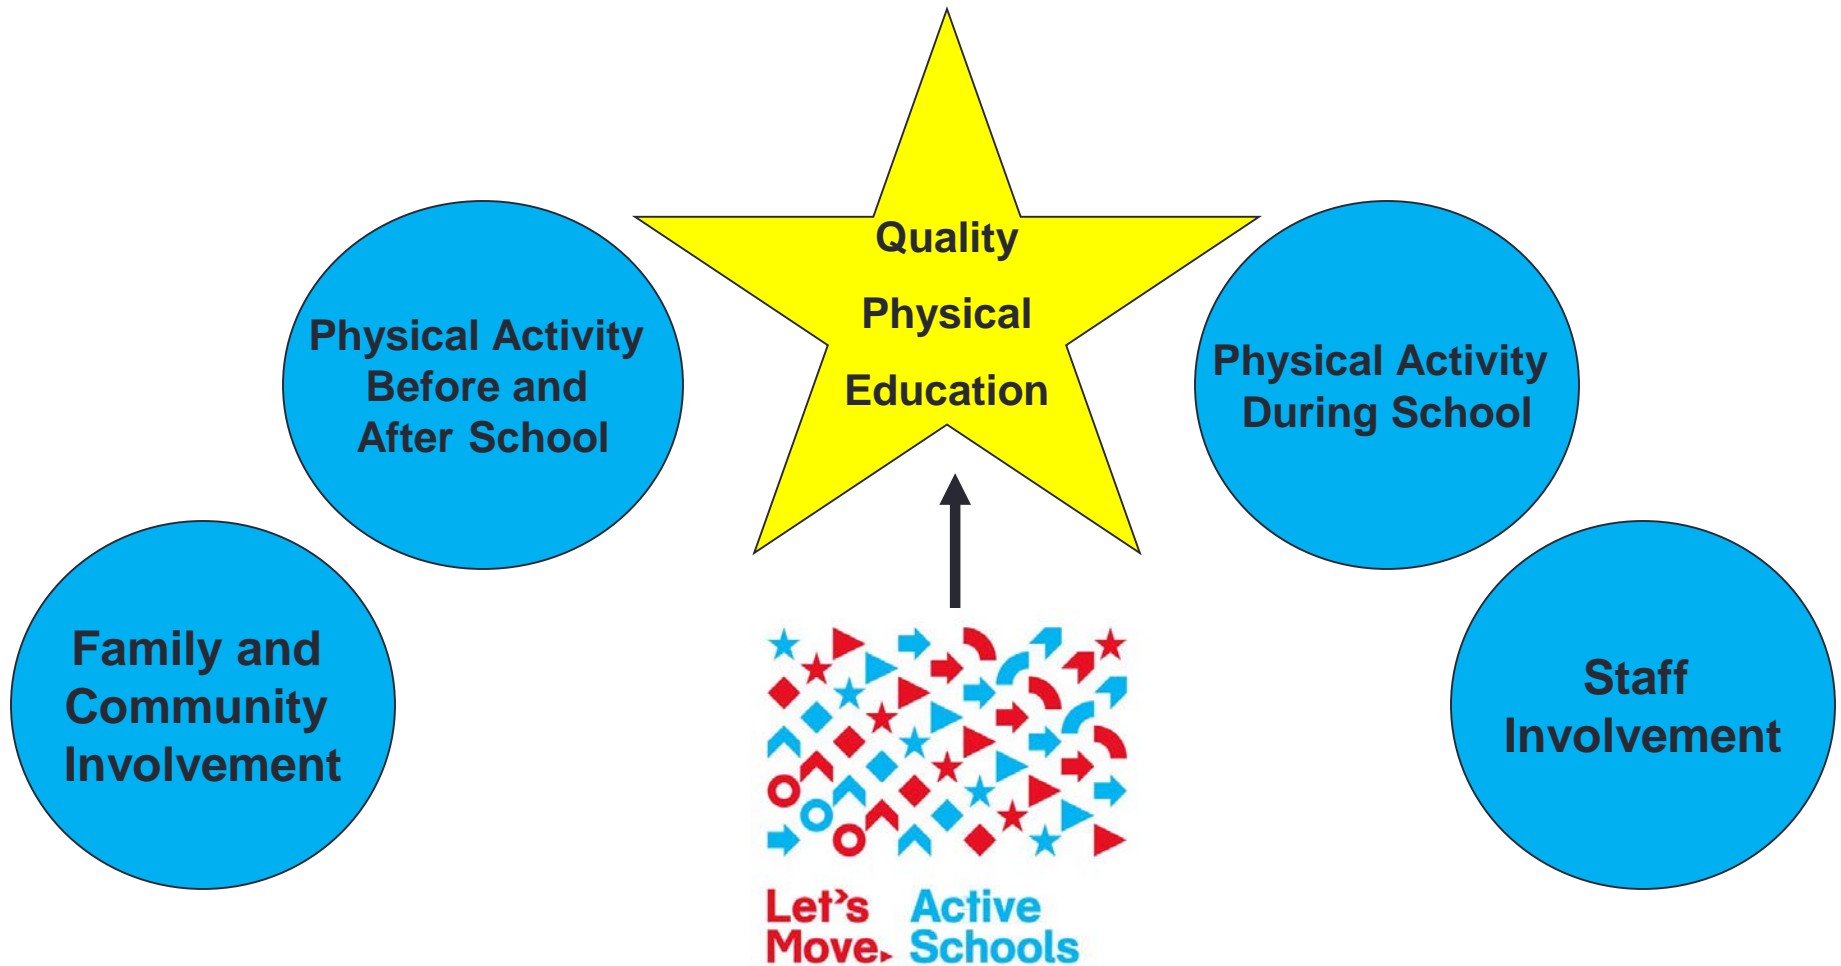 Quality
Physical
Education
Physical Activity
Before and
After School
Physical Activity
During School
Family and
Community
Involvement
Staff
Involvement
Let's Active
Move. Schools